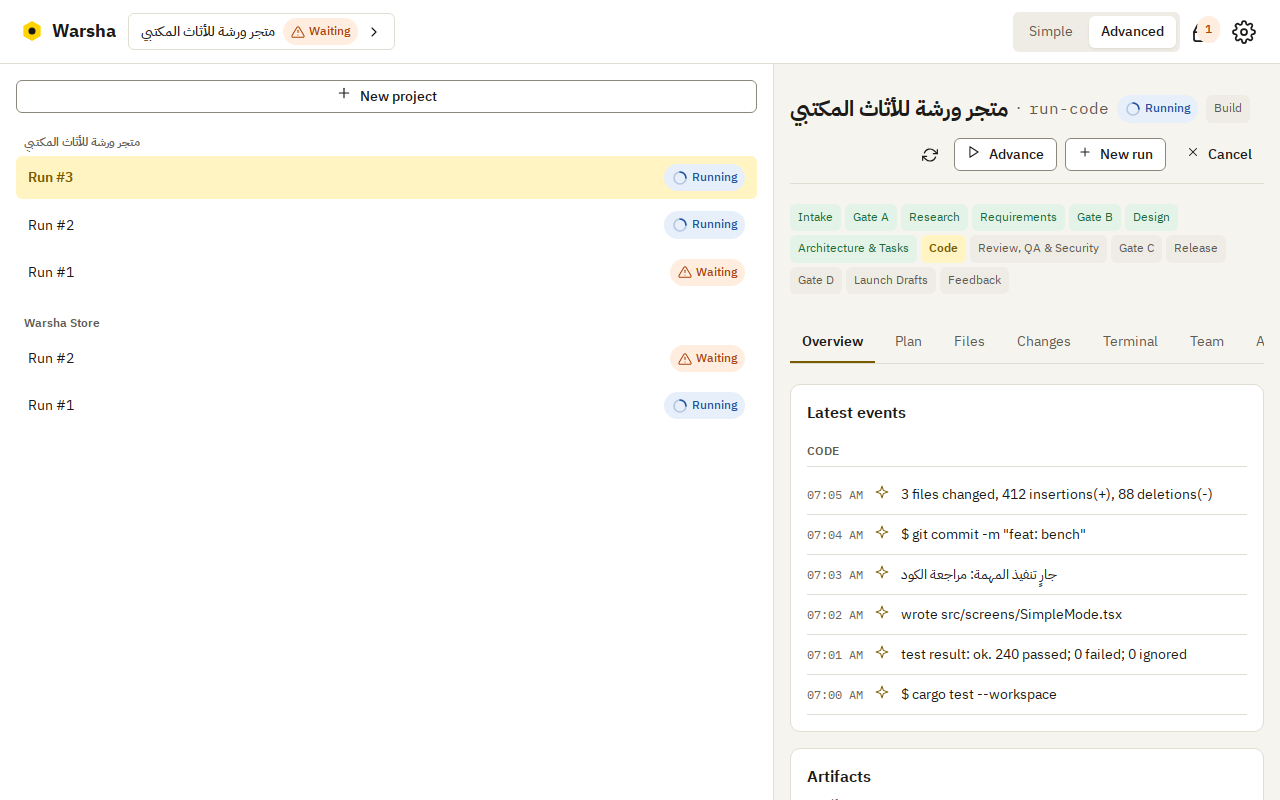 Warsha
متجر ورشة للأثاث المكتبي
Waiting
Simple
Advanced
1
New project
متجر ورشة للأثاث المكتبي
Run #3
Running
Run #2
Running
Run #1
Waiting
Warsha Store
Run #2
Waiting
Run #1
Running
متجر ورشة للأثاث المكتبي · run-code
Running
Build
Advance
New run
Cancel
Intake Gate A Research Requirements Gate B Design
Architecture & Tasks Code Review, QA & Security Gate C Release
Gate D Launch Drafts Feedback
Overview Plan Files Changes Terminal Team A
Latest events
CODE
07:05 AM 3 files changed, 412 insertions(+), 88 deletions(-)
07:04 AM $ git commit -m "feat: bench"
07:03 AM جارٍ تنفيذ المهمة: مراجعة الكود
07:02 AM wrote src/screens/SimpleMode.tsx
07:01 AM test result: ok. 240 passed; 0 failed; 0 ignored
07:00 AM $ cargo test --workspace
Artifacts